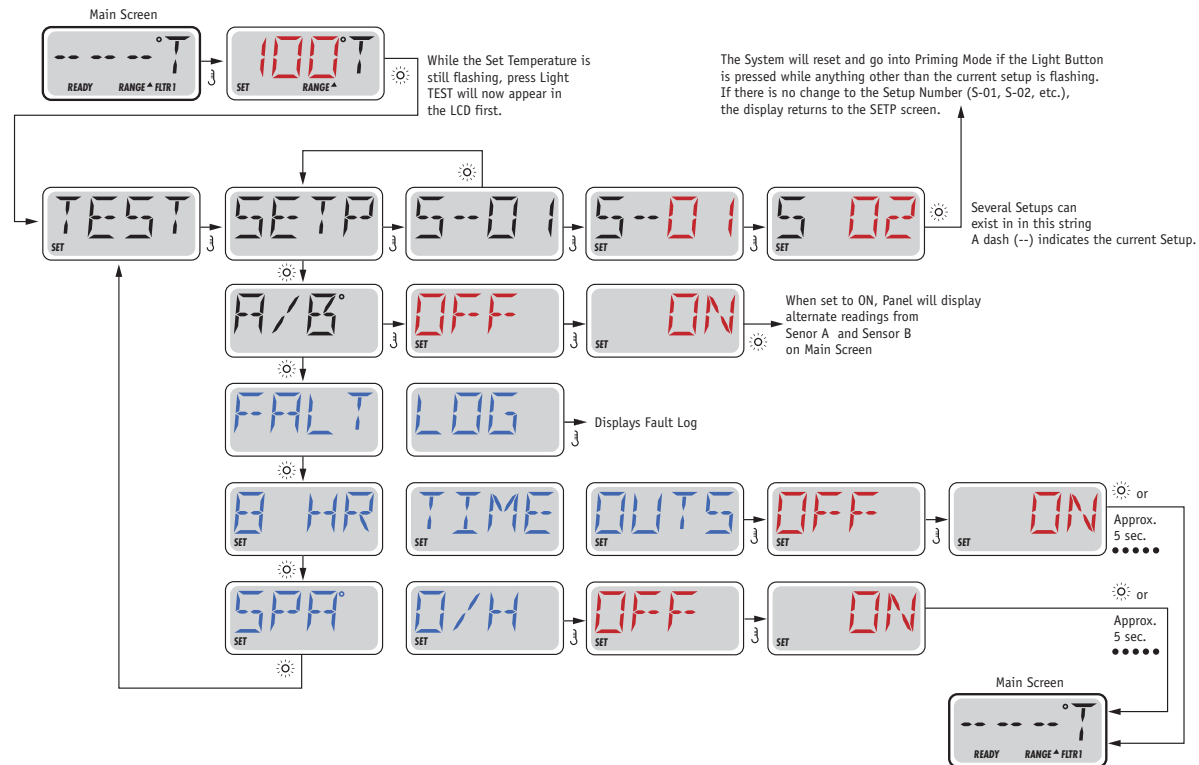 Main Screen
-- -- --°T
READY RANGE FLTR1
100°T
SET RANGE
While the Set Temperature is
still flashing, press Light
TEST will now appear in
the LCD first.
The System will reset and go into Priming Mode if the Light Button
is pressed while anything other than the current setup is flashing.
If there is no change to the Setup Number (S-01, S-02, etc.),
the display returns to the SETP screen.
TEST
SET
SETP
S-01
S-01
S 02
SET
Several Setups can
exist in in this string
A dash (--) indicates the current Setup.
A/B°
OFF
SET
ON
SET
When set to ON, Panel will display
alternate readings from
Senor A and Sensor B
on Main Screen
FALT
LOG
Displays Fault Log
8 HR
SET
TIME
SET
OUTS
SET
OFF
SET
ON
SET
or
Approx.
5 sec.
SPA°
SET
O/H
SET
OFF
SET
ON
SET
or
Approx.
5 sec.
Main Screen
-- -- --°T
READY RANGE FLTR1